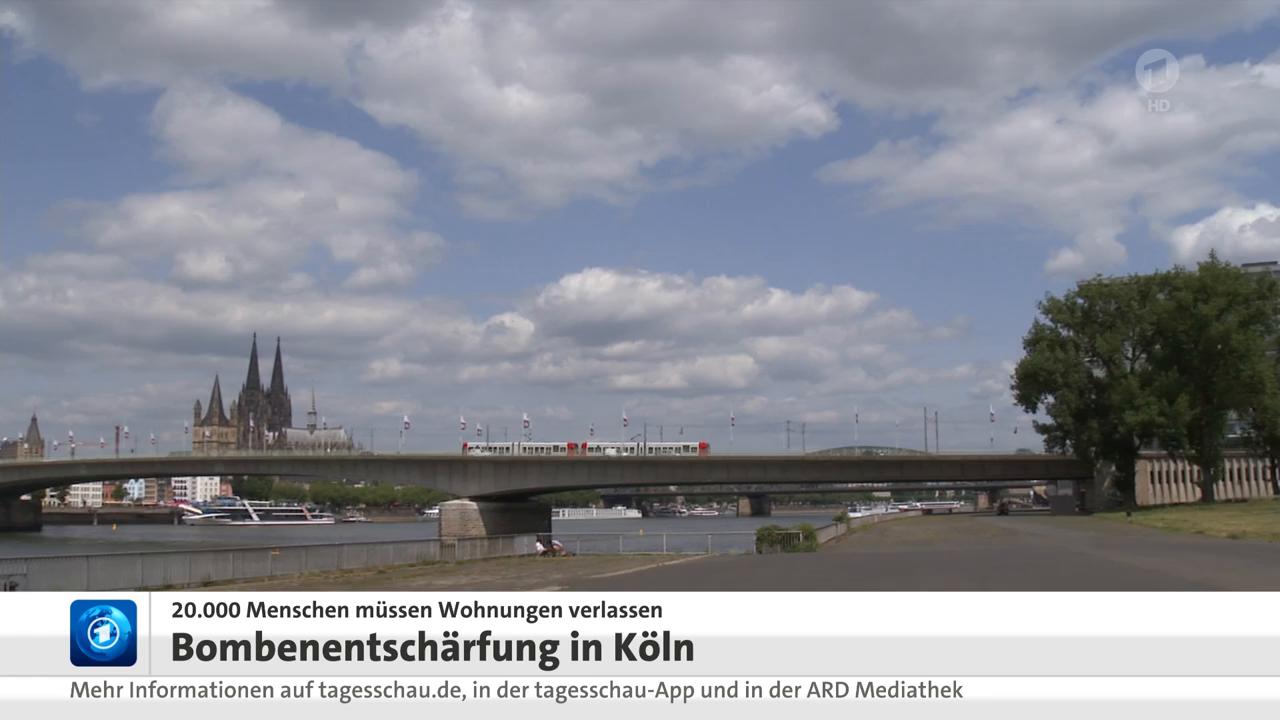 HD
20.000 Menschen müssen Wohnungen verlassen
Bombenentschärfung in Köln
Mehr Informationen auf tagesschau.de, in der tagesschau-App und in der ARD Mediathek